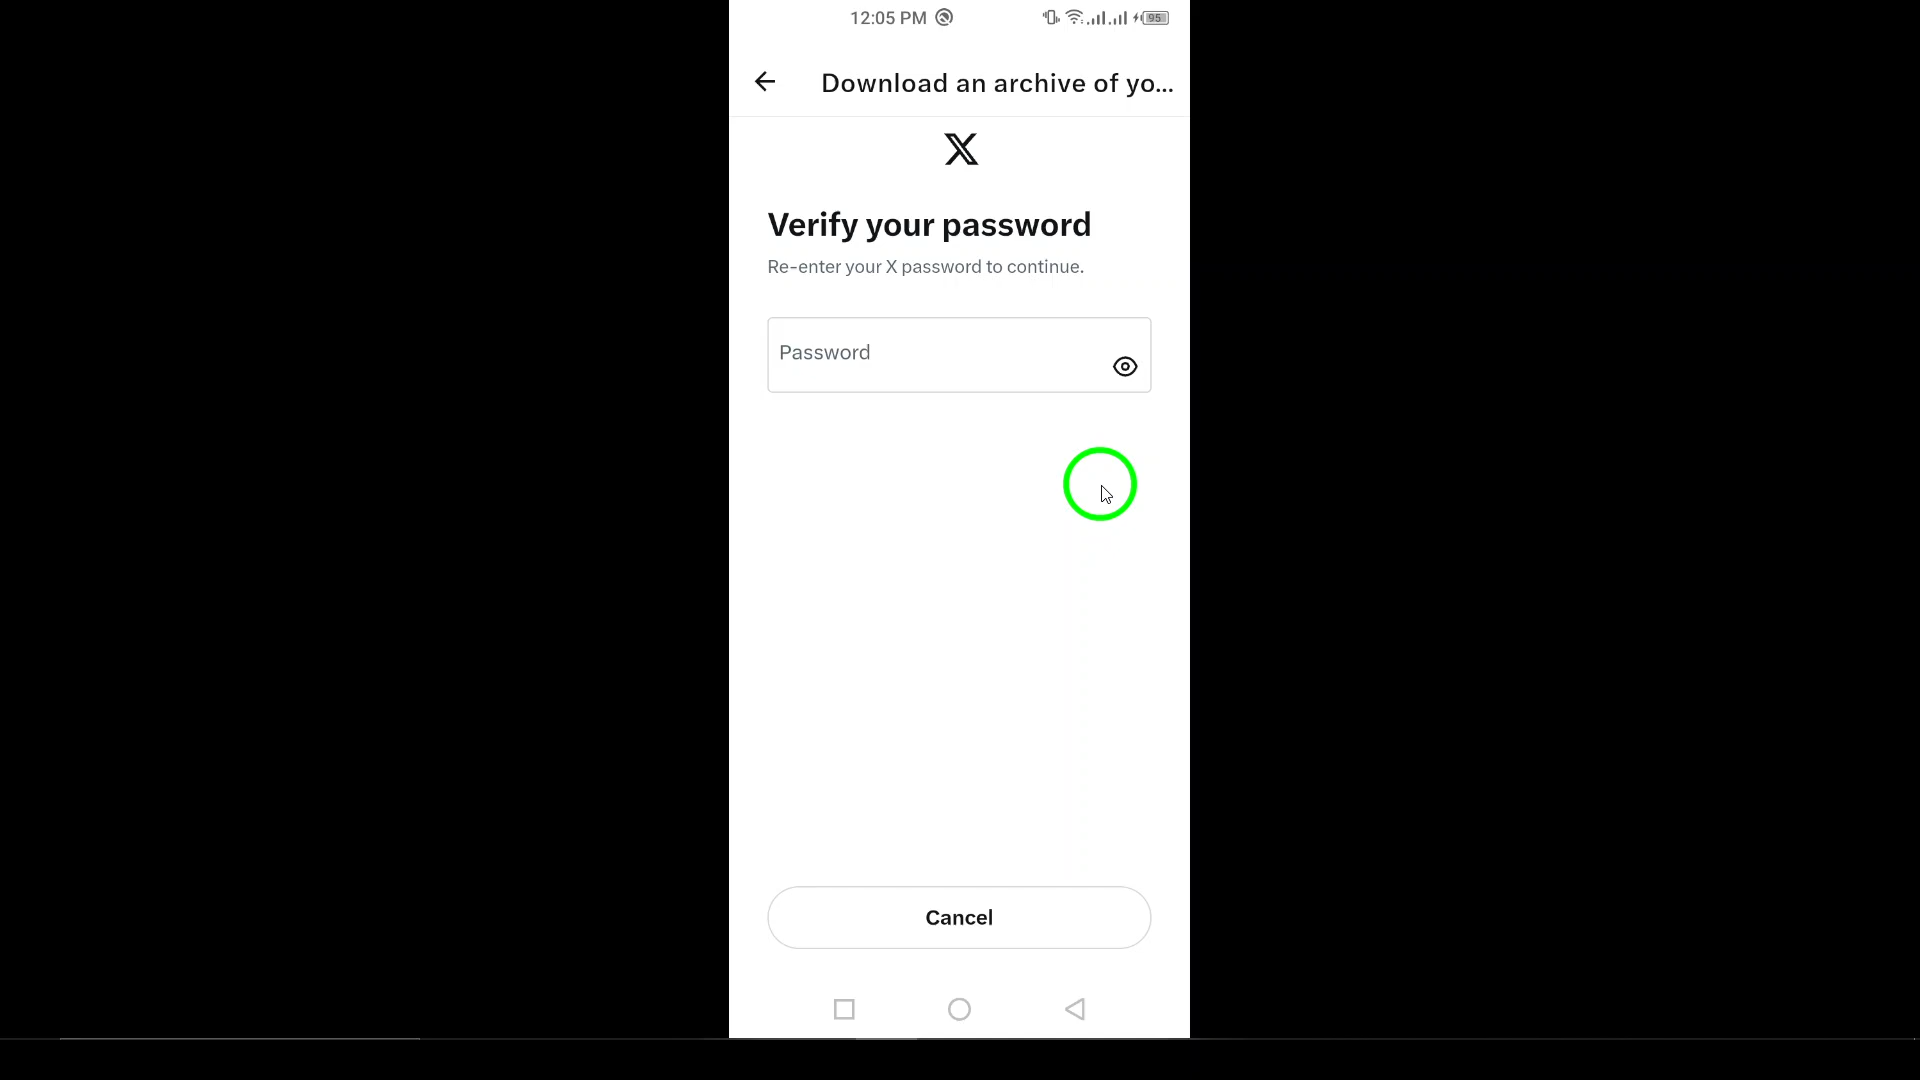 12:05 PM
95
Download an archive of yo...
X
Verify your password
Re-enter your X password to continue.
Password
Cancel